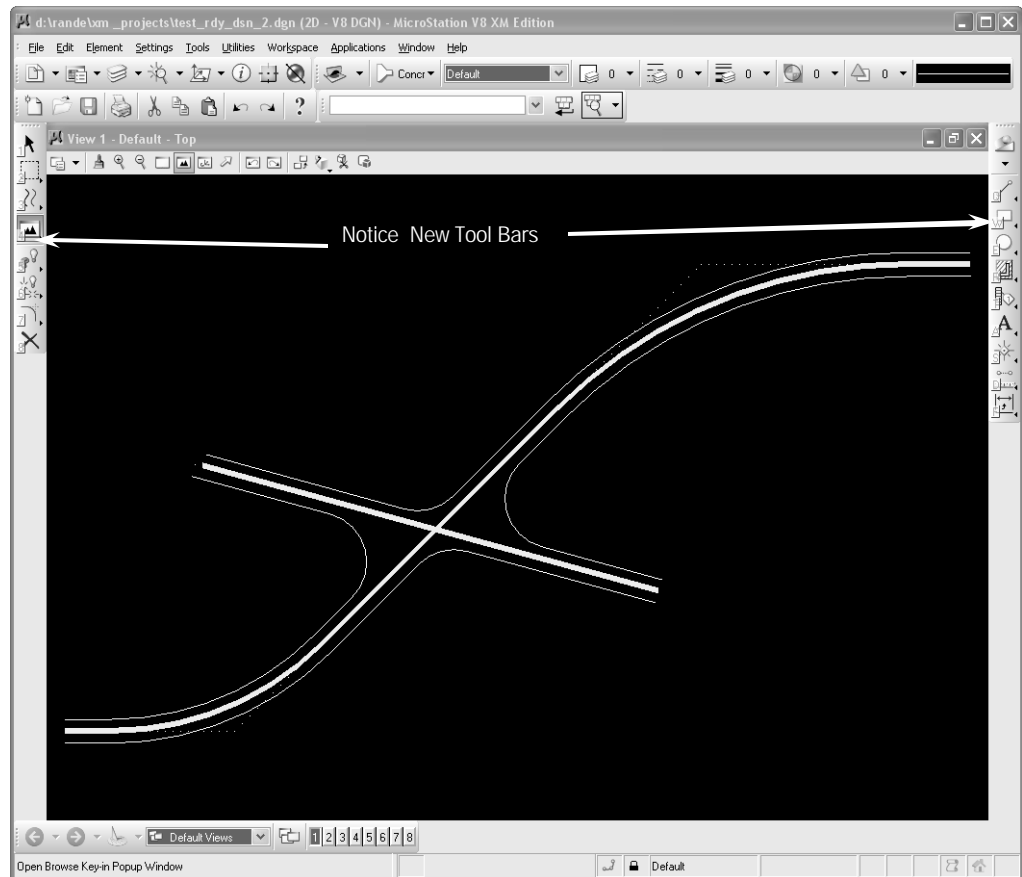 d:\rande\xm _projects\test_rdy_dsn_2.dgn (2D - V8 DGN) - MicroStation V8 XM Edition
File Edit Element Settings Tools Utilities Workspace Applications Window Help
Concr Default 0 0 0 0 0
View 1 - Default - Top
Notice New Tool Bars
Default Views 1 2 3 4 5 6 7 8
Open Browse Key-in Popup Window Default